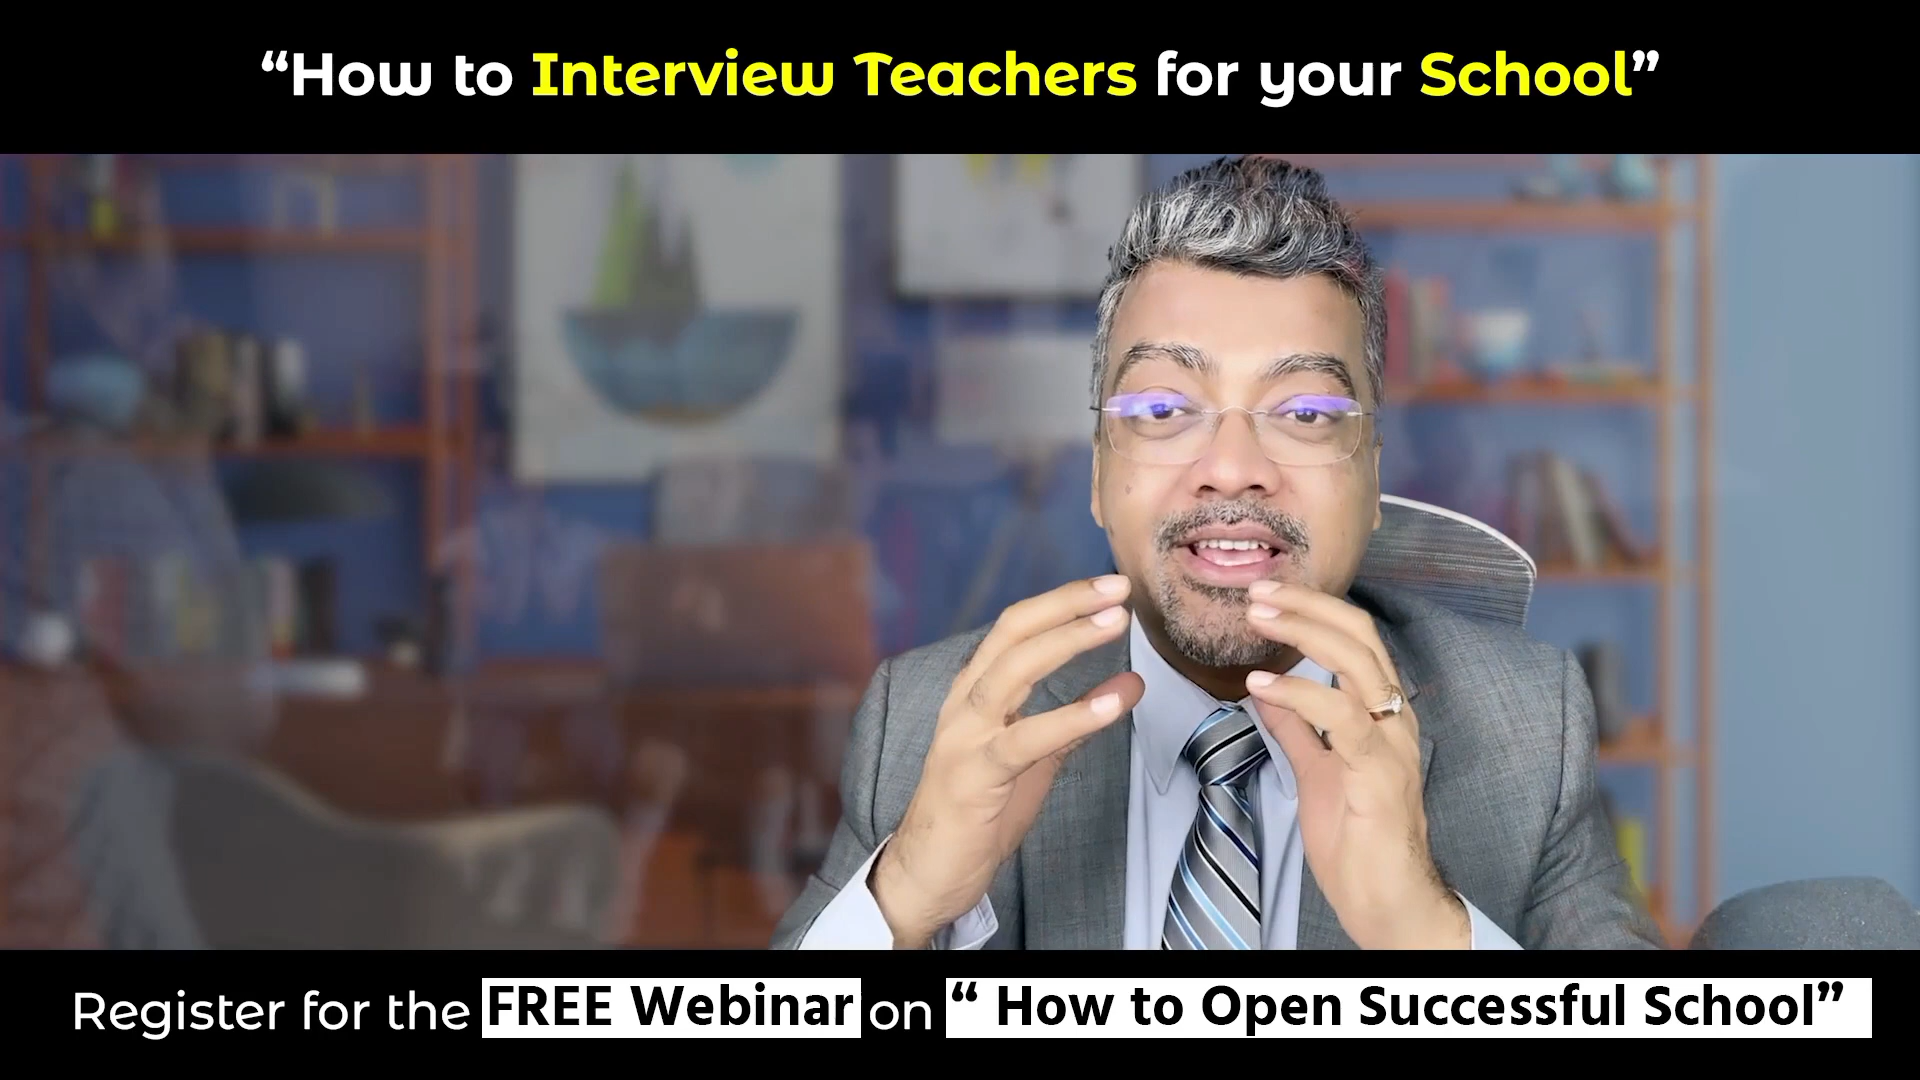 “How to Interview Teachers for your School”
Register for the FREE Webinar on “ How to Open Successful School”